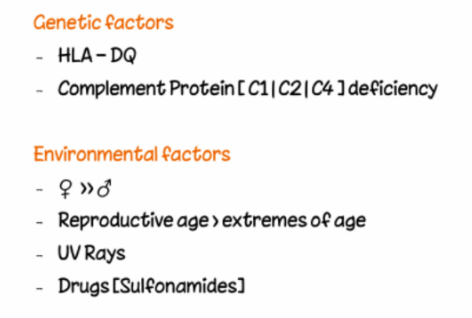 Genetic factors
- HLA – DQ
- Complement Protein [ C1 | C2 | C4 ] deficiency
Environmental factors
- ♀ >> ♂
- Reproductive age > extremes of age
- UV Rays
- Drugs [Sulfonamides]